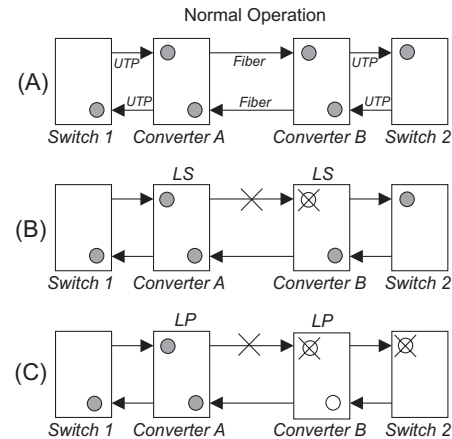 Normal Operation
(A)
UTP
Fiber
UTP
UTP
Fiber
UTP
Switch 1
Converter A
Converter B
Switch 2
LS
LS
(B)
Switch 1
Converter A
Converter B
Switch 2
LP
LP
(C)
Switch 1
Converter A
Converter B
Switch 2